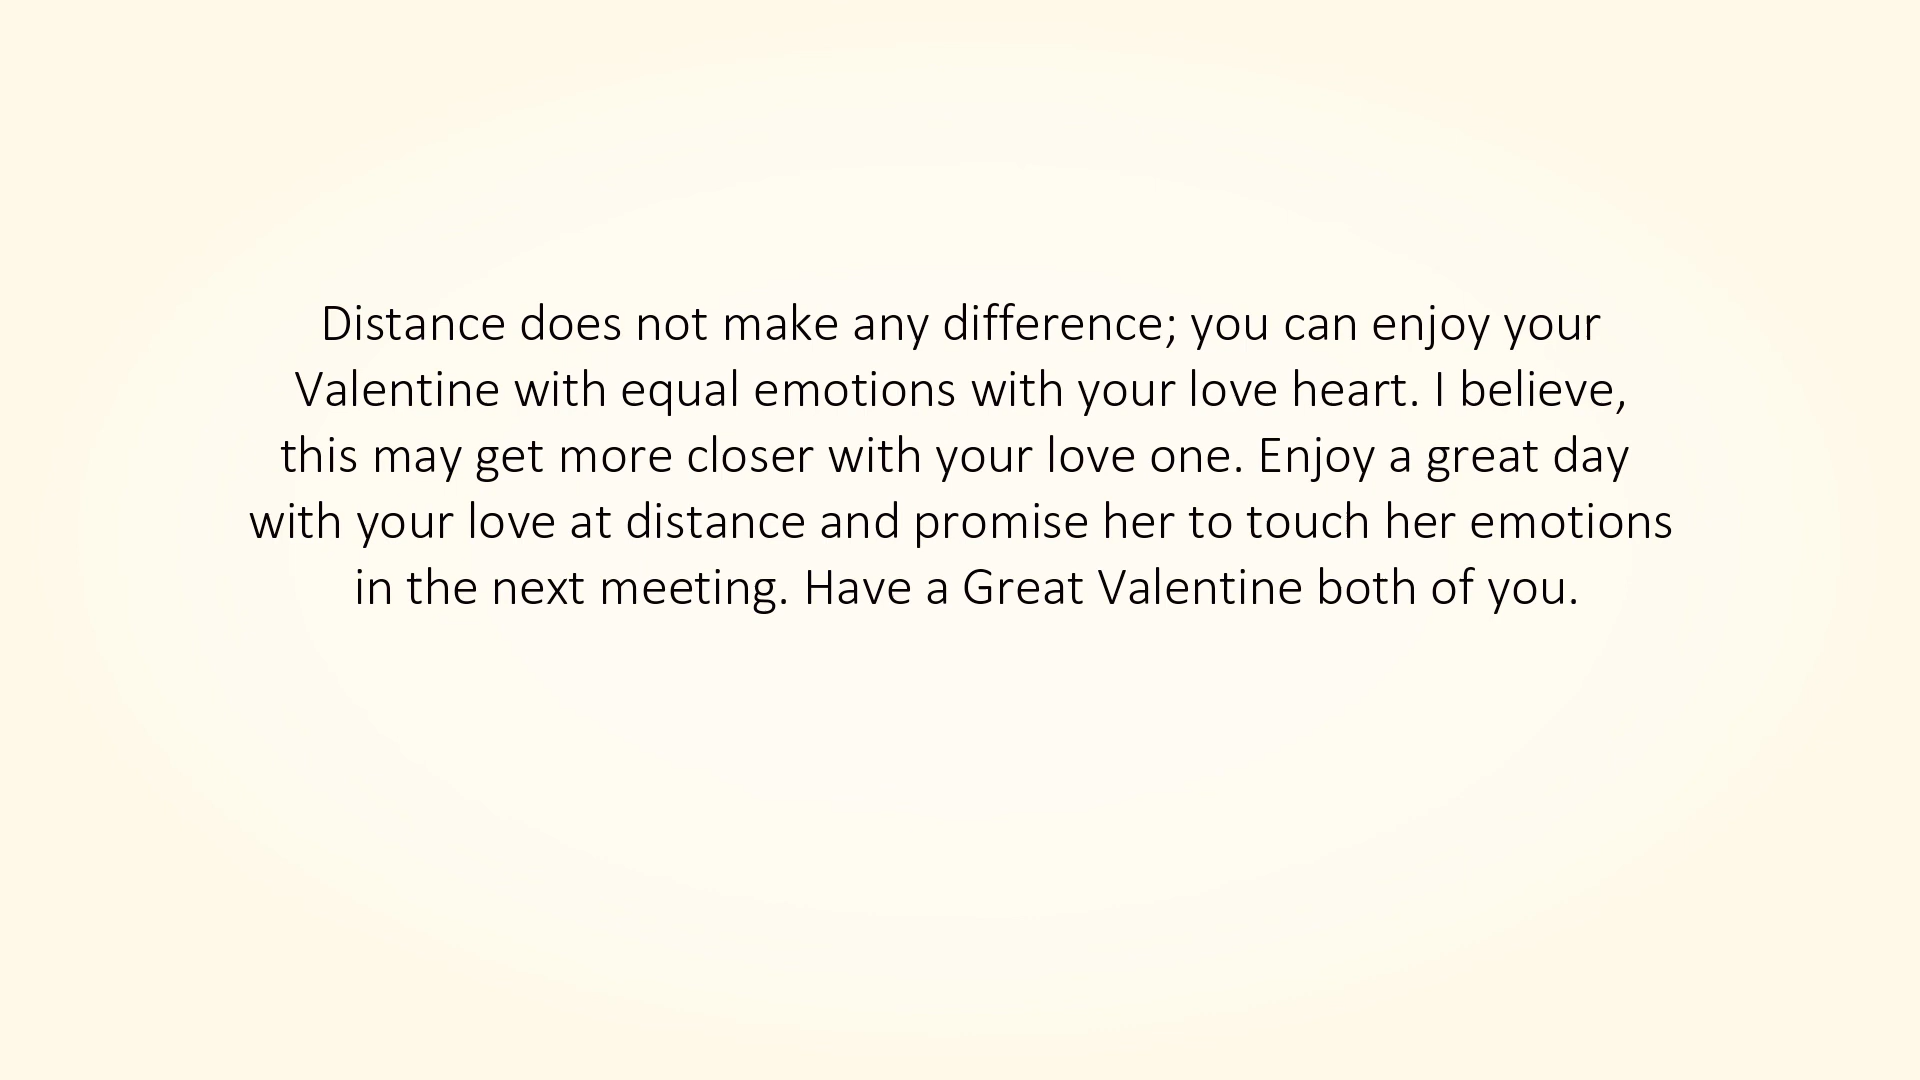 Distance does not make any difference; you can enjoy your
Valentine with equal emotions with your love heart. I believe,
this may get more closer with your love one. Enjoy a great day
with your love at distance and promise her to touch her emotions
in the next meeting. Have a Great Valentine both of you.